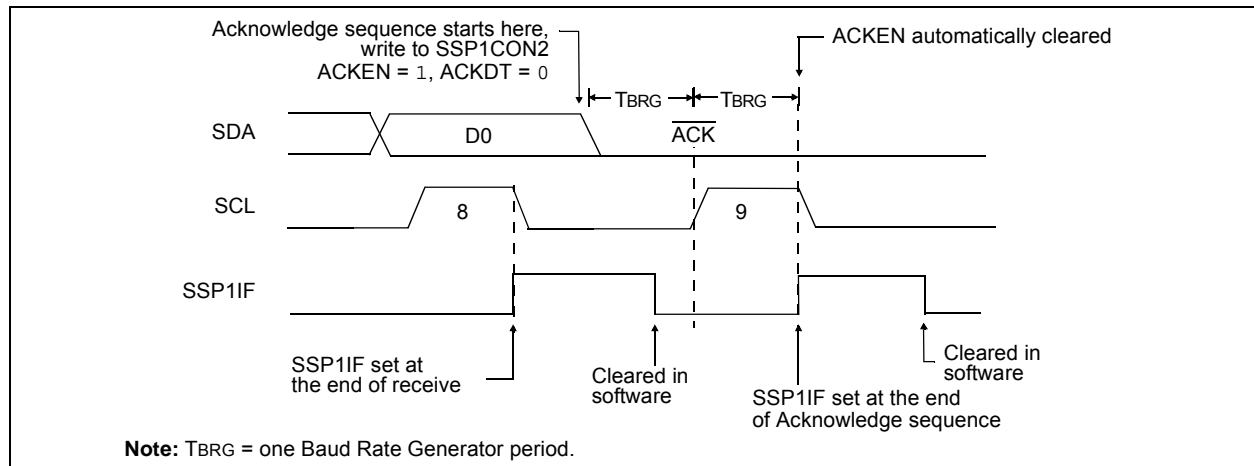 Acknowledge sequence starts here,
write to SSP1CON2
ACKEN = 1, ACKDT = 0
ACKEN automatically cleared
TBRG
TBRG
SDA
D0
ACK
SCL
8
9
SSP1IF
SSP1IF set at
the end of receive
Cleared in
software
SSP1IF set at the end
of Acknowledge sequence
Cleared in
software
Note: TBRG = one Baud Rate Generator period.